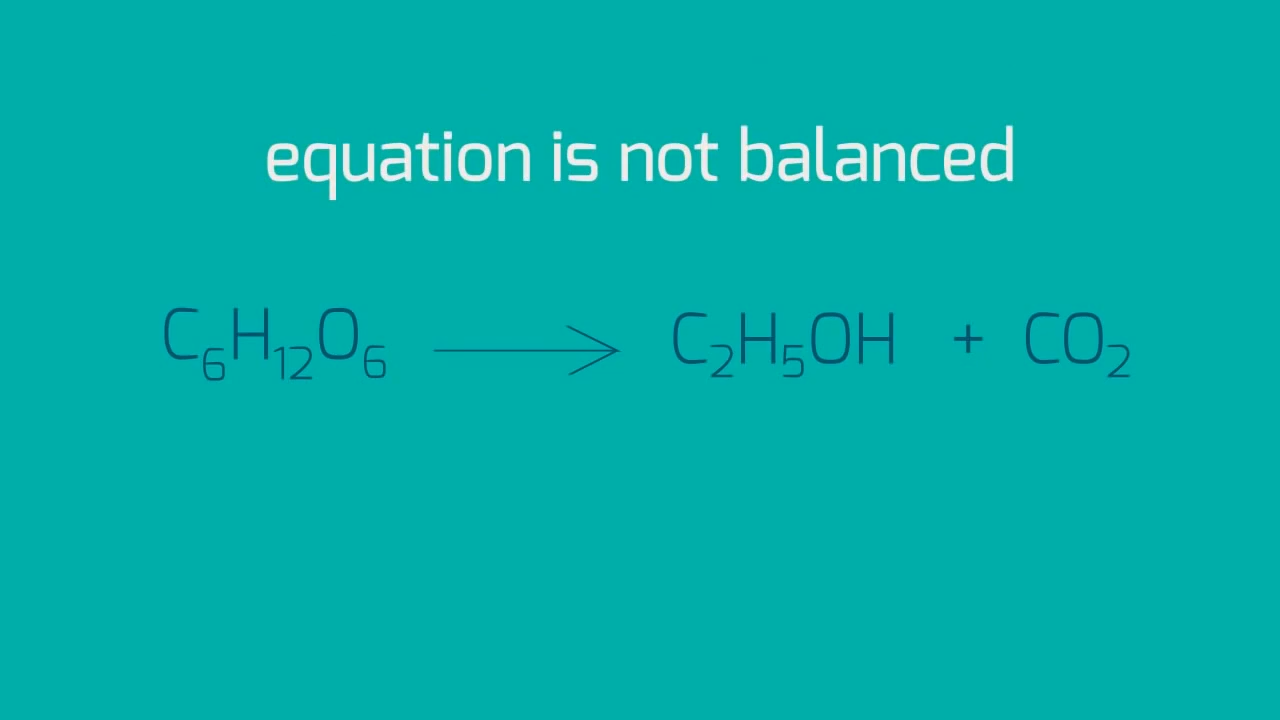 equation is not balanced
C₆H₁₂O₆ ⟶ C₂H₅OH + CO₂